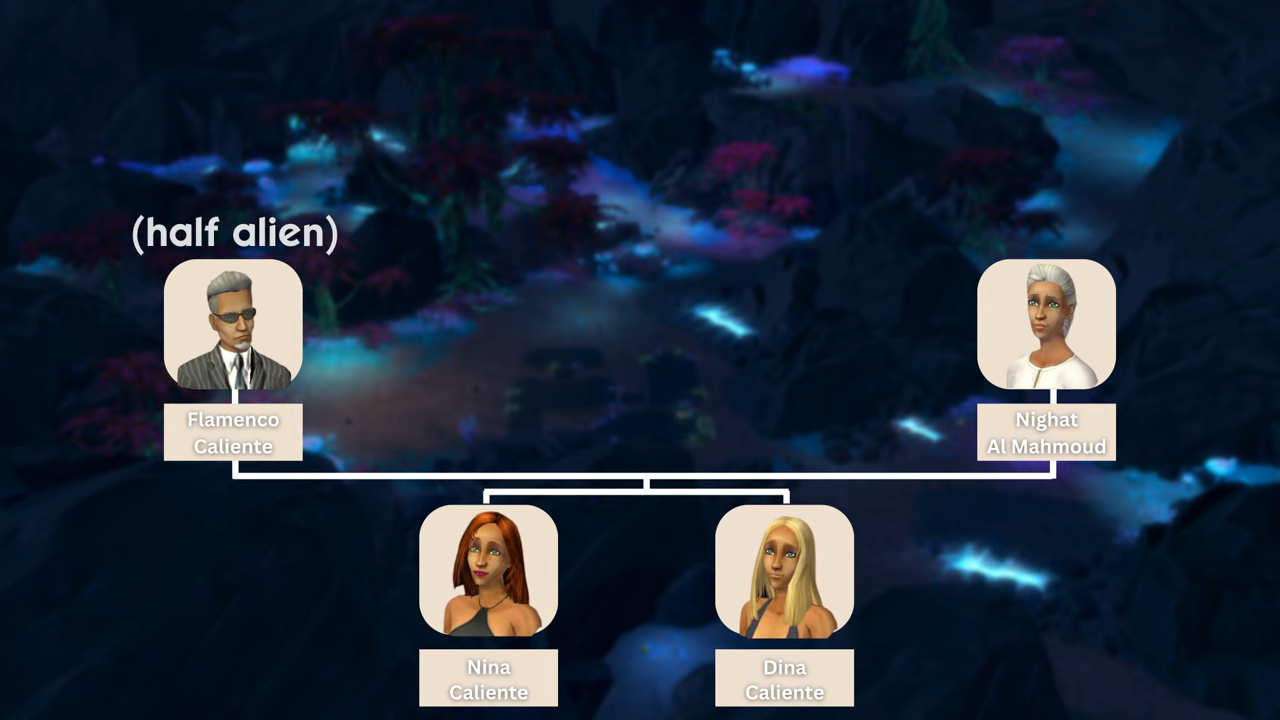 (half alien)
Flamenco
Caliente
Nighat
Al Mahmoud
Nina
Caliente
Dina
Caliente